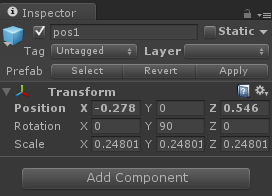 Inspector
pos1 Static
Tag Untagged Layer
Prefab Select Revert Apply
Transform
Position X -0.278 Y 0 Z 0.546
Rotation X 0 Y 90 Z 0
Scale X 0.24801 Y 0.24801 Z 0.24801
Add Component